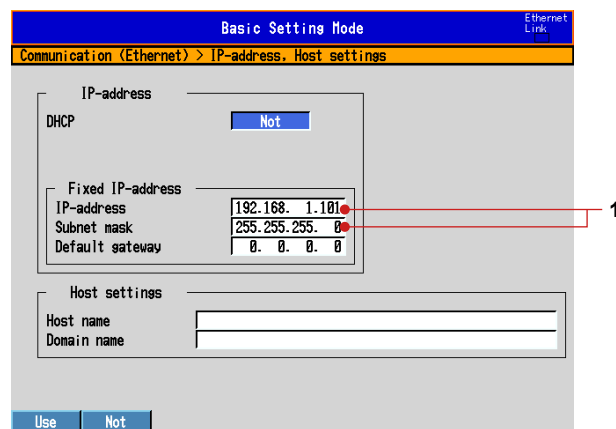 Basic Setting Mode
Ethernet
Link
Communication (Ethernet) > IP-address, Host settings
IP-address
DHCP
Not
Fixed IP-address
IP-address 192.168. 1.101
Subnet mask 255.255.255. 0
1
Default gateway 0. 0. 0. 0
Host settings
Host name
Domain name
Use Not